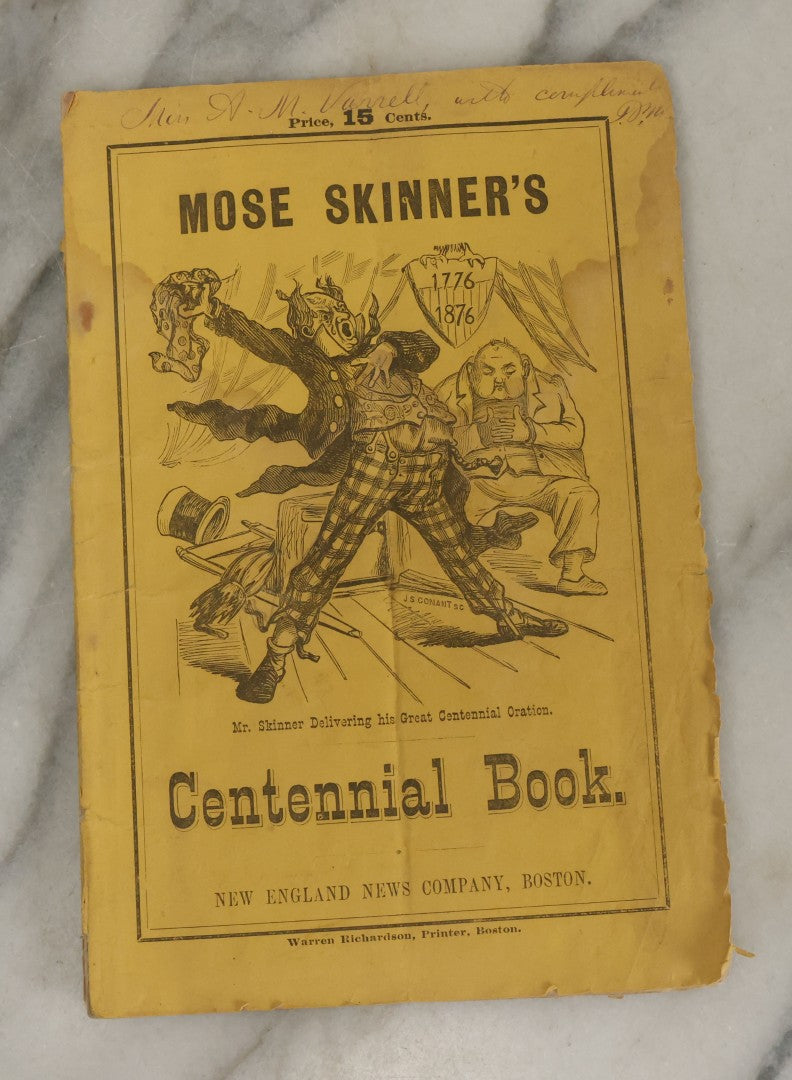 Miss A. M. Varrell, with compliments
Price, 15 Cents.
MOSE SKINNER'S
1776
1876
J.S CONANT SC
Mr. Skinner Delivering his Great Centennial Oration.
Centennial Book.
NEW ENGLAND NEWS COMPANY, BOSTON.
Warren Richardson, Printer, Boston.